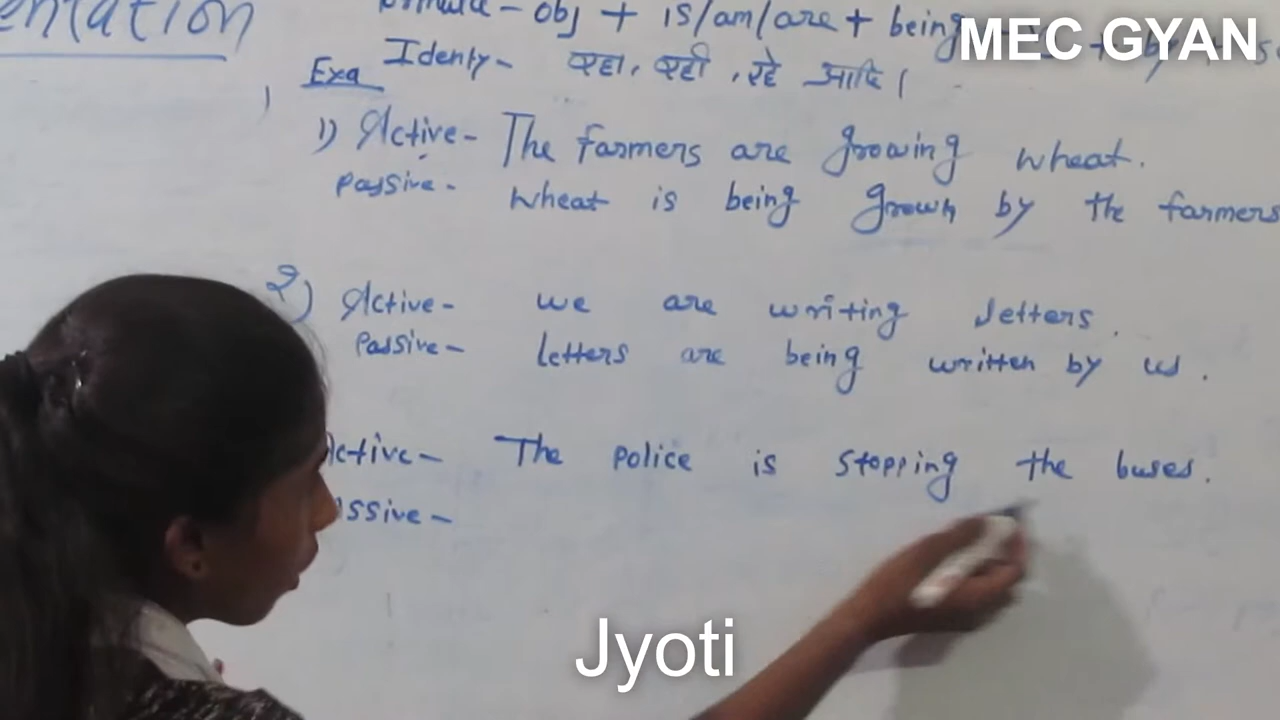 obj + is/am/are + being
MEC GYAN
Identy - रहा, रही, रहे आदि।
Exa
1) Active - The farmers are growing wheat.
Passive - wheat is being grown by the farmers
2) Active - we are writing letters.
Passive - letters are being written by us.
Active - The police is stopping the buses.
Passive -
Jyoti